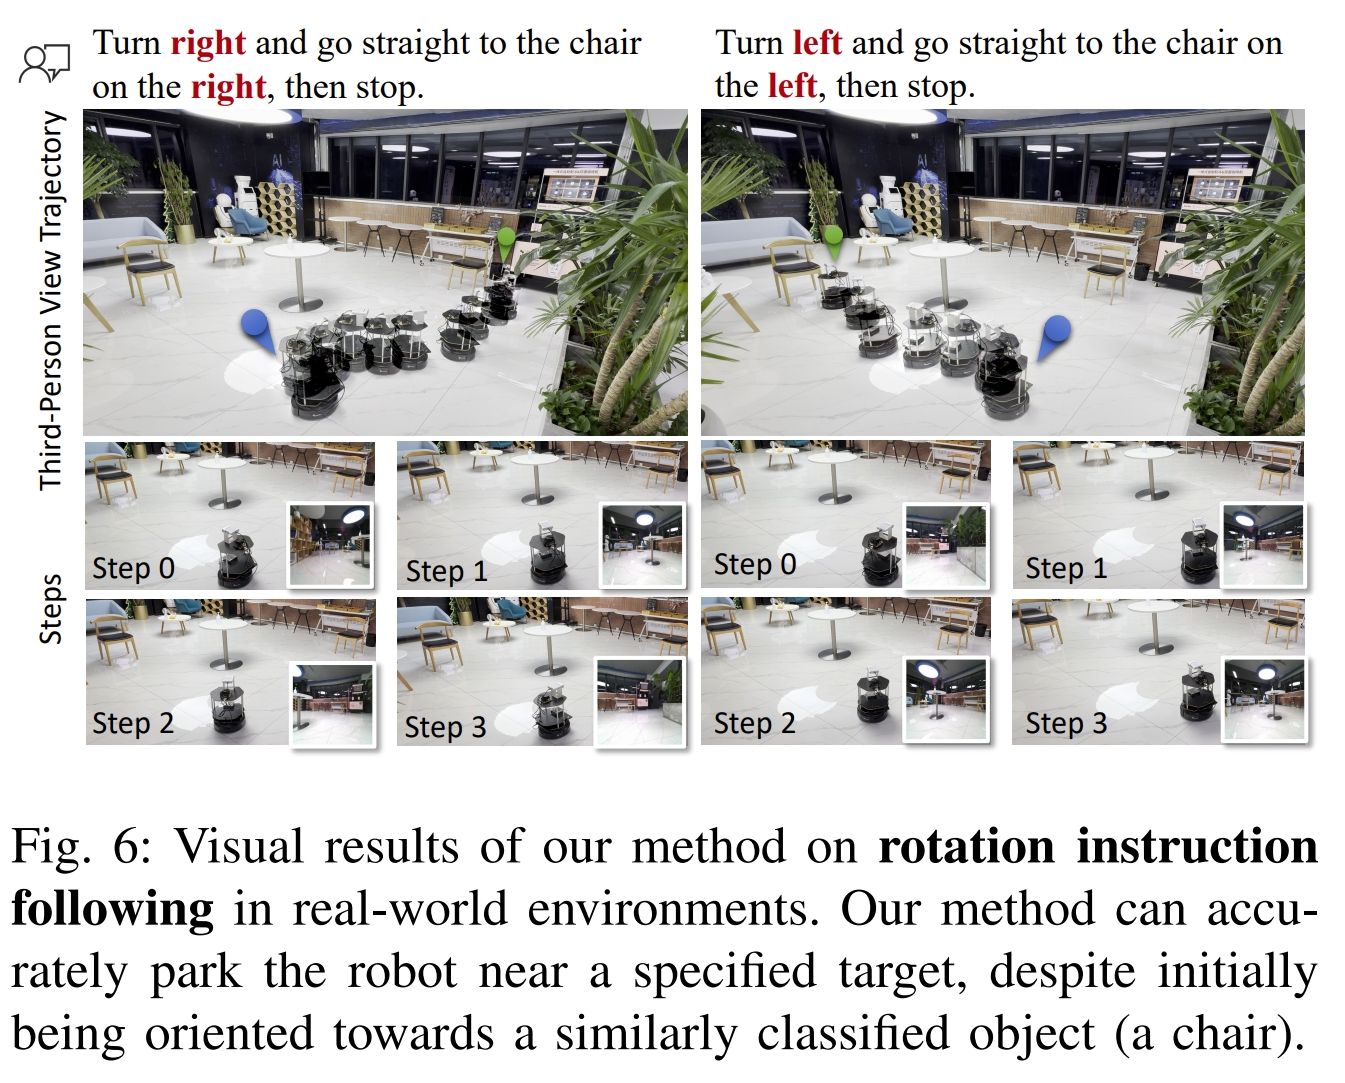 Turn right and go straight to the chair
on the right, then stop.
Turn left and go straight to the chair on
the left, then stop.
Third-Person View Trajectory
AI
AI
Steps
Step 0
Step 1
Step 0
Step 1
Step 2
Step 3
Step 2
Step 3
Fig. 6: Visual results of our method on rotation instruction
following in real-world environments. Our method can accu-
rately park the robot near a specified target, despite initially
being oriented towards a similarly classified object (a chair).